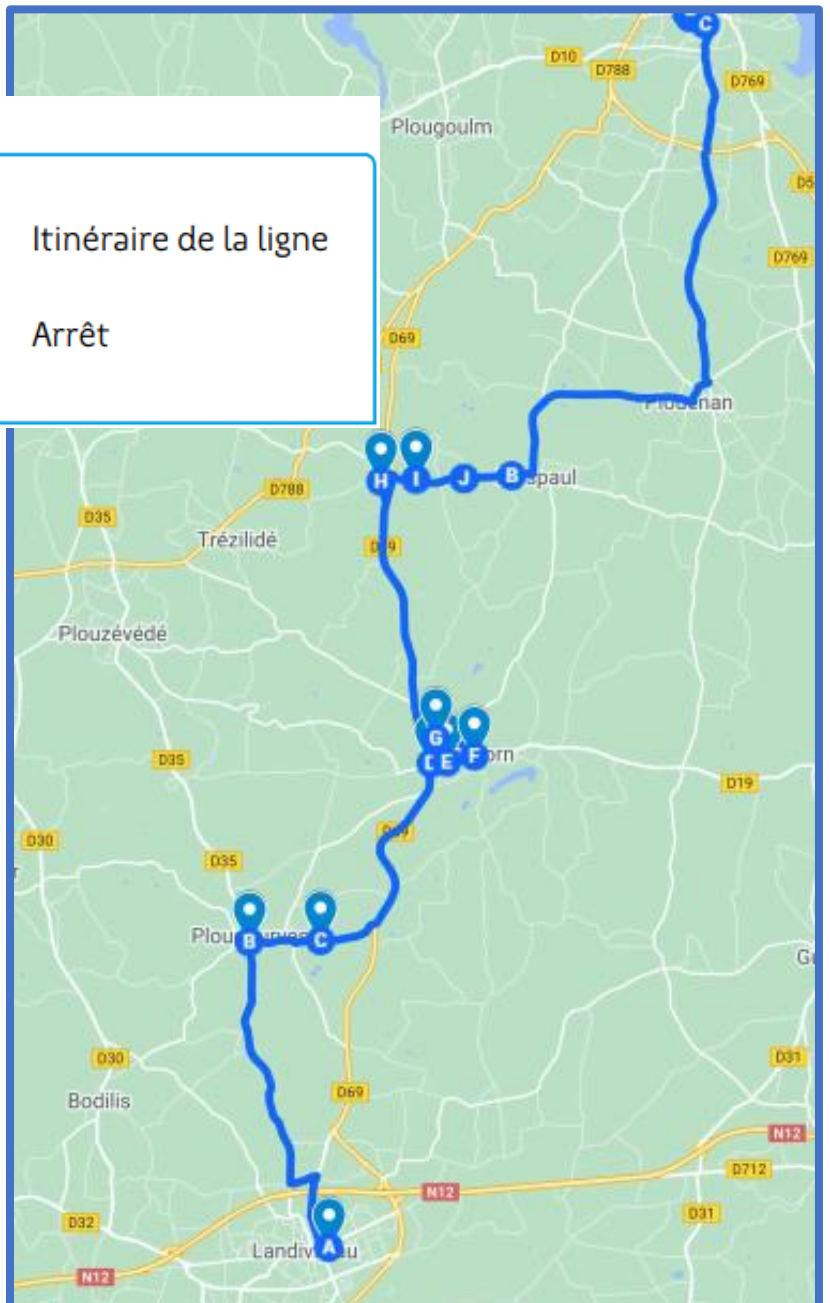 C
D10
D788
D769
Plougoulm
Itinéraire de la ligne
D769
Arrêt
D69
H
I
J
B
D788
D35
Trézilidé
Plouzévédé
G
D35
E
F
D19
D30
D35
B
C
D30
D31
Bodilis
D69
N12
D712
N12
D32
D31
A
N12